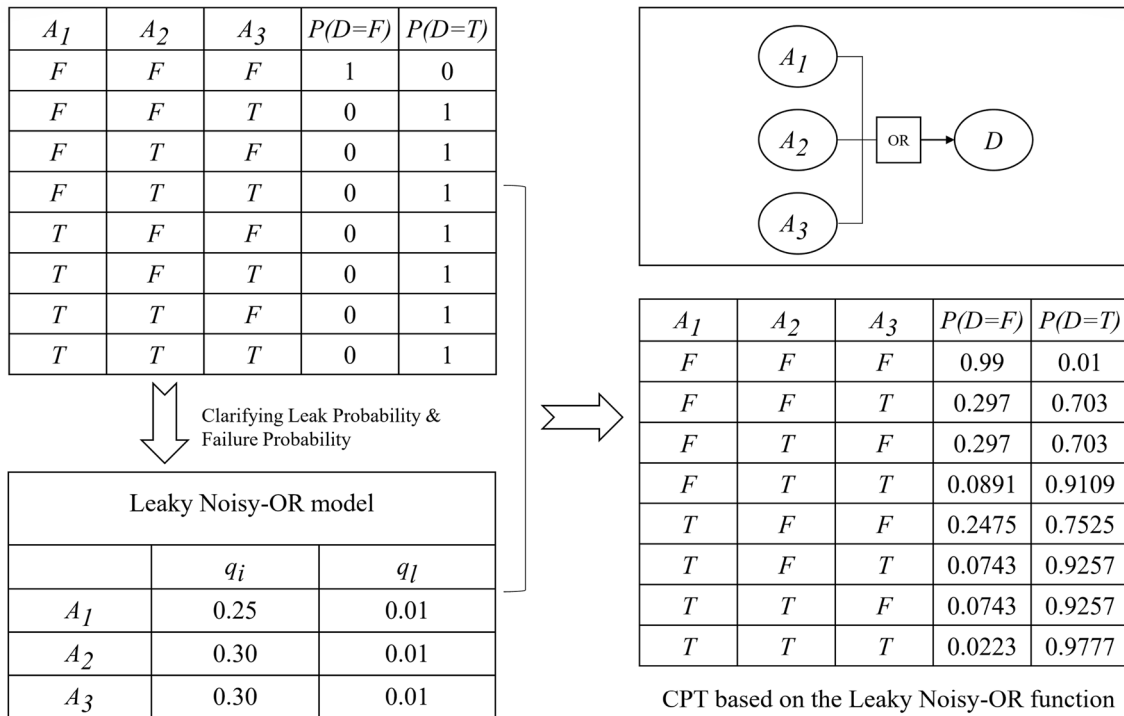 A1 A2 A3 P(D=F) P(D=T)
F F F 1 0
F F T 0 1
F T F 0 1
F T T 0 1
T F F 0 1
T F T 0 1
T T F 0 1
T T T 0 1
Clarifying Leak Probability &
Failure Probability
Leaky Noisy-OR model
qi ql
A1 0.25 0.01
A2 0.30 0.01
A3 0.30 0.01
A1
A2
A3
OR
D
A1 A2 A3 P(D=F) P(D=T)
F F F 0.99 0.01
F F T 0.297 0.703
F T F 0.297 0.703
F T T 0.0891 0.9109
T F F 0.2475 0.7525
T F T 0.0743 0.9257
T T F 0.0743 0.9257
T T T 0.0223 0.9777
CPT based on the Leaky Noisy-OR function